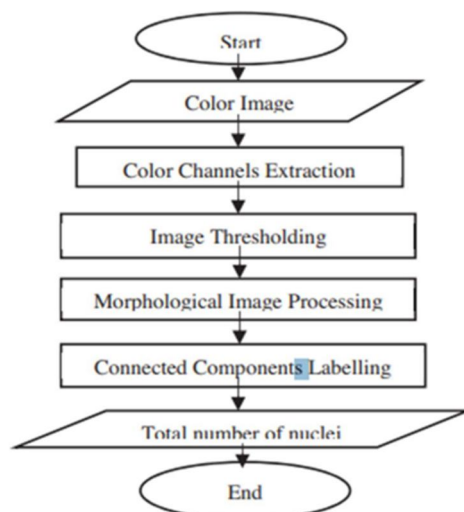 Start
Color Image
Color Channels Extraction
Image Thresholding
Morphological Image Processing
Connected Components Labelling
Total number of nuclei
End